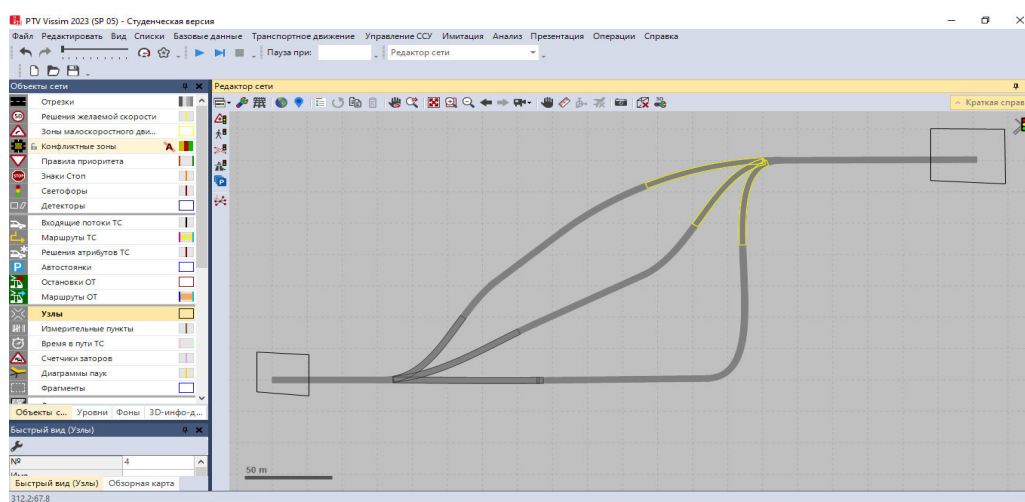 PTV Vissim 2023 (SP 05) - Студенческая версия
Файл Редактировать Вид Списки Базовые данные Транспортное движение Управление ССУ Имитация Анализ Презентация Операции Справка
Пауза при: Редактор сети
Объекты сети
Отрезки
50 Решения желаемой скорости
Зоны малоскоростного дви...
Конфликтные зоны
Правила приоритета
STOP Знаки Стоп
Светофоры
Детекторы
Входящие потоки ТС
Маршруты ТС
Решения атрибутов ТС
P Автостоянки
Остановки ОТ
Маршруты ОТ
Узлы
Измерительные пункты
Время в пути ТС
Счетчики заторов
Диаграммы паук
Фрагменты
Объекты с... Уровни Фоны 3D-инфо-д...
Быстрый вид (Узлы)
№ 4
Быстрый вид (Узлы) Обзорная карта
312.2:67.8
Редактор сети
Краткая справ
50 m